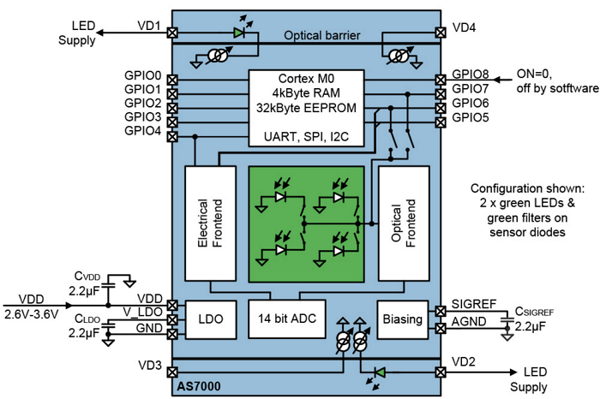 LED
Supply
VD1
Optical barrier
VD4
GPIO0
GPIO1
GPIO2
GPIO3
GPIO4
Cortex M0
4kByte RAM
32kByte EEPROM
UART, SPI, I2C
GPIO8
GPIO7
GPIO6
GPIO5
ON=0,
off by sotftware
Electrical
Frontend
Optical
Frontend
Configuration shown:
2 x green LEDs &
green filters on
sensor diodes
CVDD
2.2µF
VDD
2.6V-3.6V
CLDO
2.2µF
VDD
V_LDO
GND
LDO
14 bit ADC
Biasing
SIGREF
AGND
CSIGREF
2.2µF
VD3
VD2
LED
Supply
AS7000